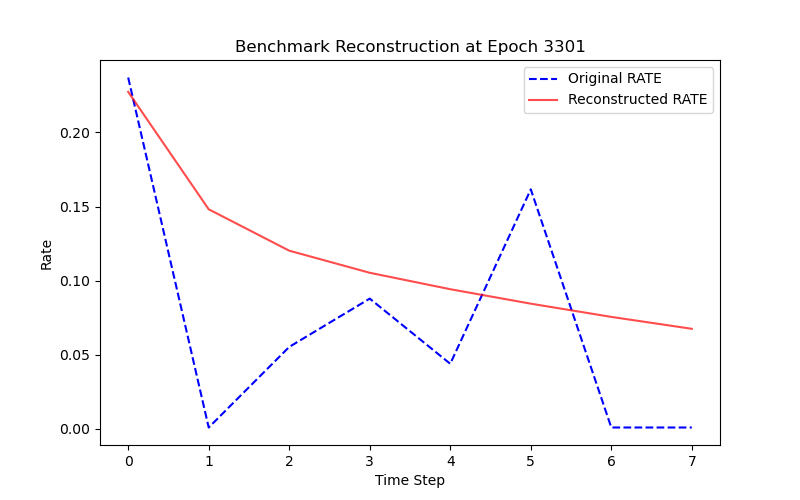 Benchmark Reconstruction at Epoch 3301
Original RATE
Reconstructed RATE
Rate
0.20
0.15
0.10
0.05
0.00
0 1 2 3 4 5 6 7
Time Step